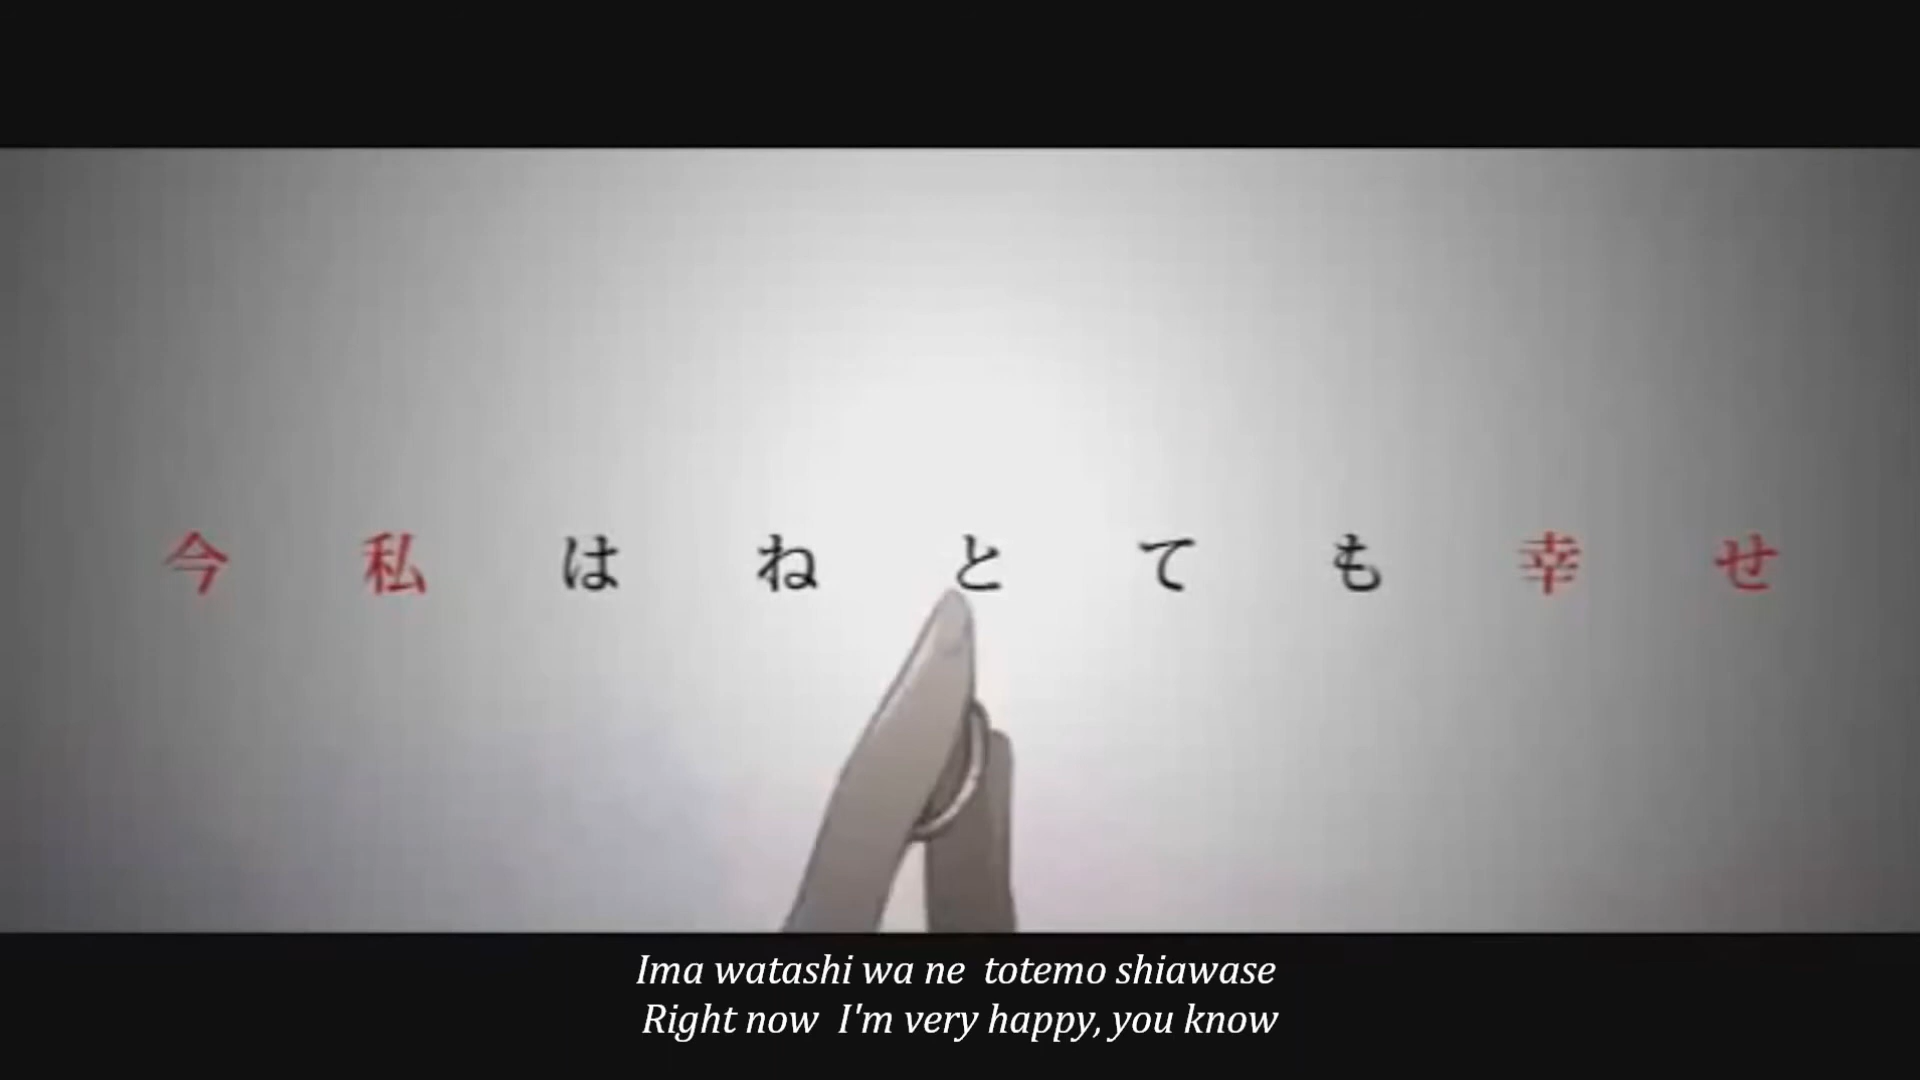 今私はねとても幸せ
Ima watashi wa ne  totemo shiawase
Right now  I'm very happy, you know